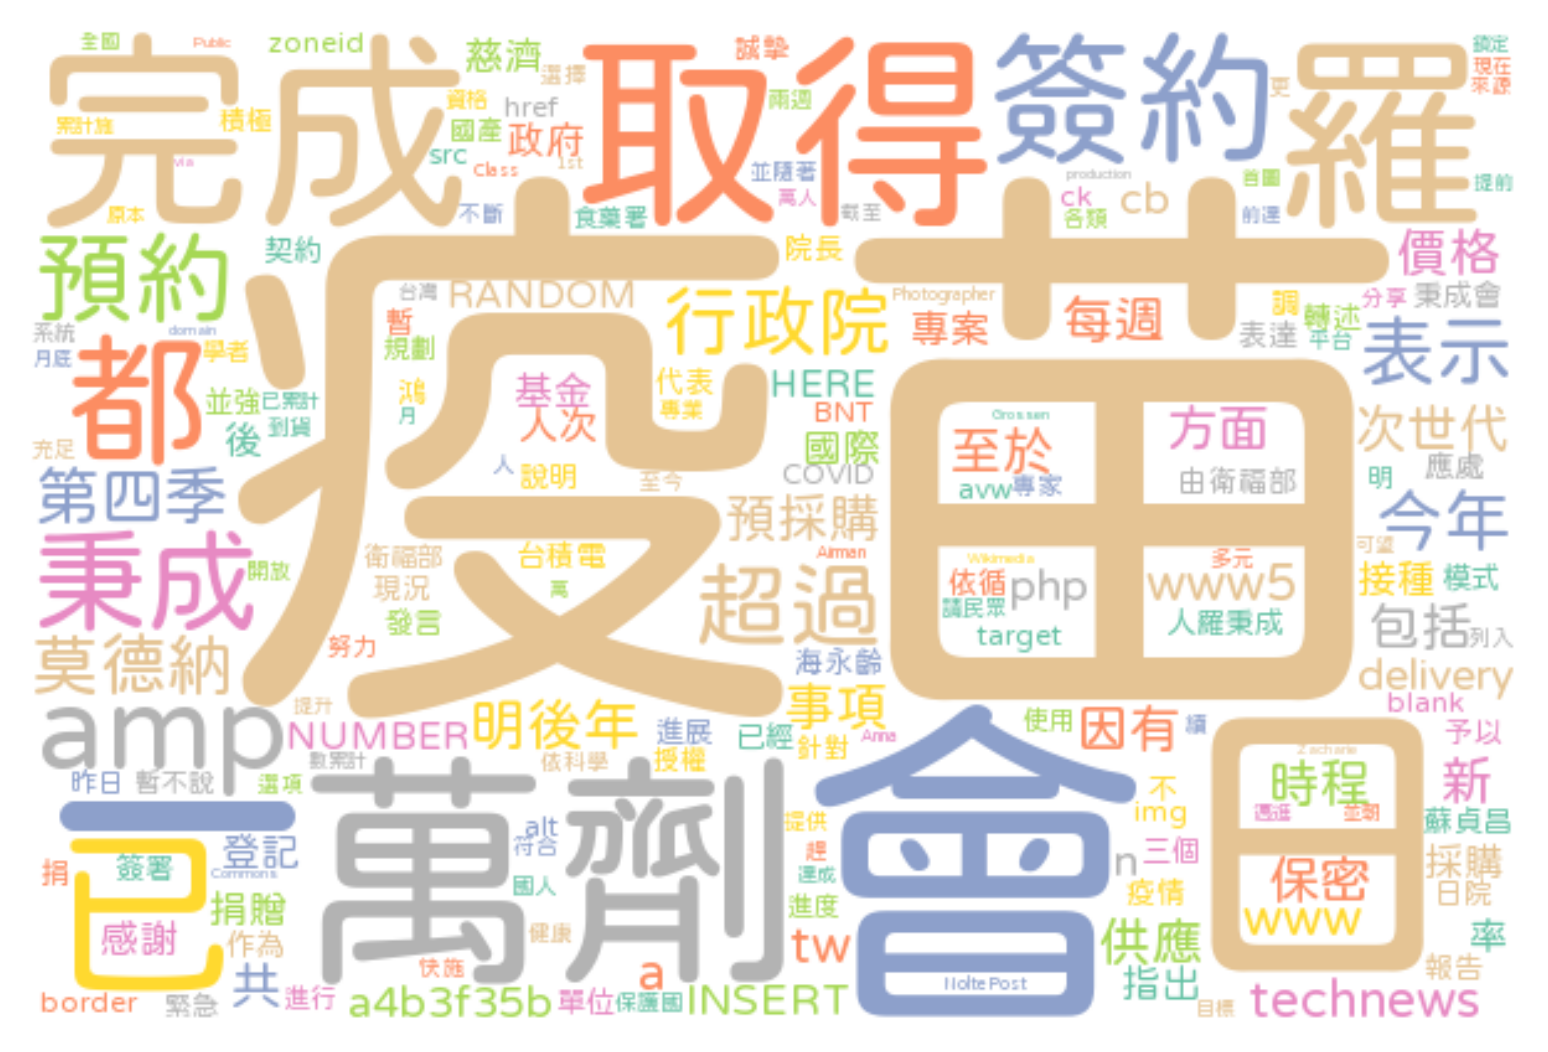 全國 Public zoneid 慈濟 誠摯 鎖定
完成 取得 簽約 羅
選擇 現在
來源
累計施 積極 資格 href 兩週 更
國產 政府
via src Class 1st 並隨著 production 首圖 提前
原本 不斷 食藥署 萬人 截至 ck cb 各類 前達
預約 契約 疫苗 院長 價格
台灣 RANDOM 行政院 Photographer 專案 每週 調 轉述 分享 秉成會
系統 domain 暫 表達 平台 表示
月底 學者 規劃
都 並強 已累計 鴻 基金 代表 HERE Grossen 次世代
後 到貨 月 人次 專業 BNT 至於 方面
充足 人 說明 至今 國際 COVID avw 專家 由衛福部 明 應處
第四季 預採購 今年
秉成 開放 衛福部 台積電 Airman Wikimedia 多元 可望
現況 萬 超過 依循 php www5 接種 模式
發言 請民眾 target 人羅秉成 包括 列入
莫德納 努力 海永齡 delivery
amp 提升 NUMBER 明後年 進展 已經 事項 使用 因有 續 blank
數累計 依科學 授權 針對 Anna Zacharie 予以
昨日 暫不說 選項 萬劑 會 不 日 時程 新
已 登記 alt 提供 img 週進 蘇貞昌
捐 簽署 Commons 符合 趕 n 三個 保密 採購
國人 達成 疫情 日院
捐贈 進度 www
感謝 作為 健康 tw 供應 率
共 快施 a HoltePost 指出 報告
border 緊急 進行 a4b3f35b 單位 保護國 INSERT 目標 technews